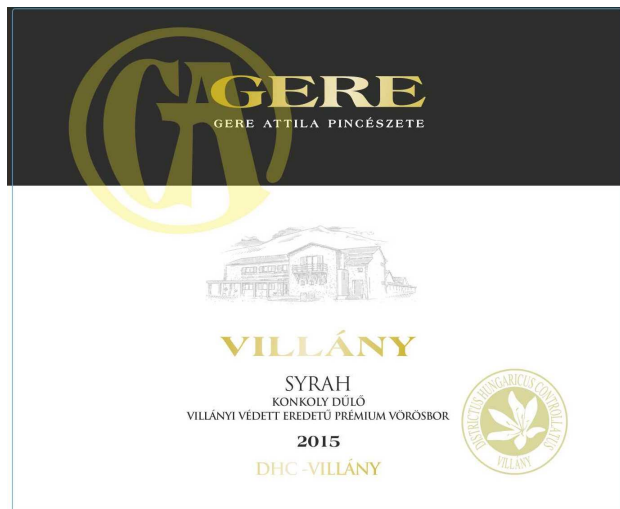 GA
GERE
GERE ATTILA PINCÉSZETE
VILLÁNY
SYRAH
KONKOLY DŰLŐ
VILLÁNYI VÉDETT EREDETŰ PRÉMIUM VÖRÖSBOR
2015
DHC-VILLÁNY
DISTRICTUS HUNGARICUS CONTROLLATUS
VILLÁNY